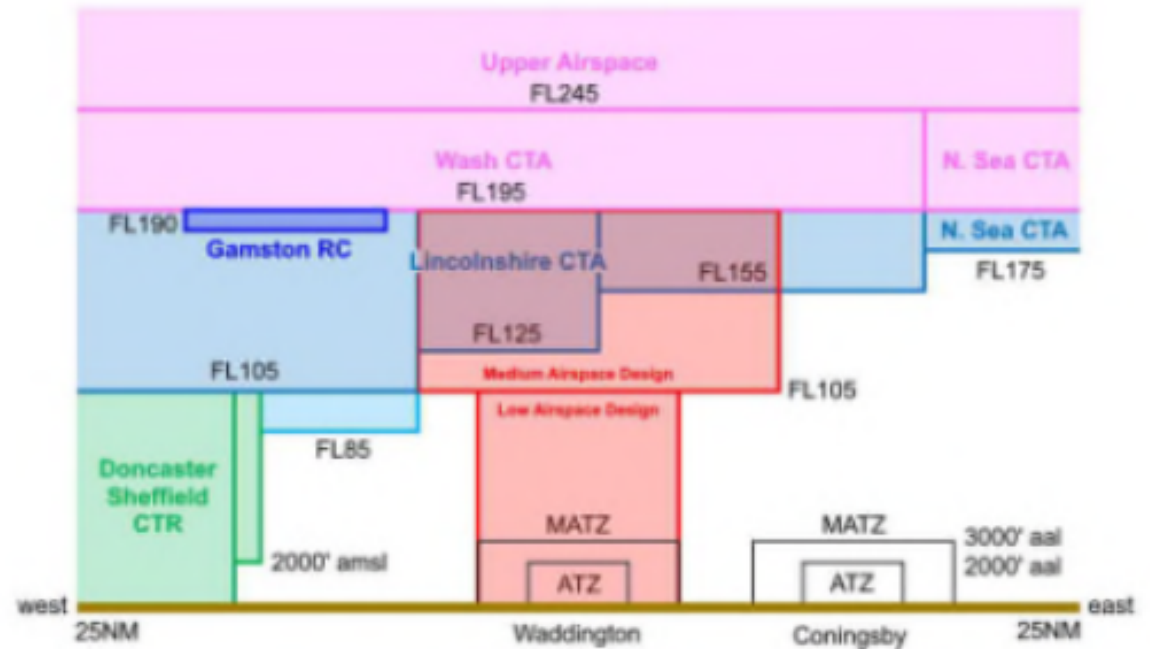 Upper Airspace
FL245
Wash CTA
N. Sea CTA
FL195
FL190
Gamston RC
Lincolnshire CTA
N. Sea CTA
FL155
FL175
FL125
FL105
Medium Airspace Design
FL105
Low Airspace Design
FL85
Doncaster
Sheffield
CTR
MATZ
MATZ
3000' aal
2000' amsl
2000' aal
ATZ
ATZ
west
east
25NM
Waddington
Coningsby
25NM